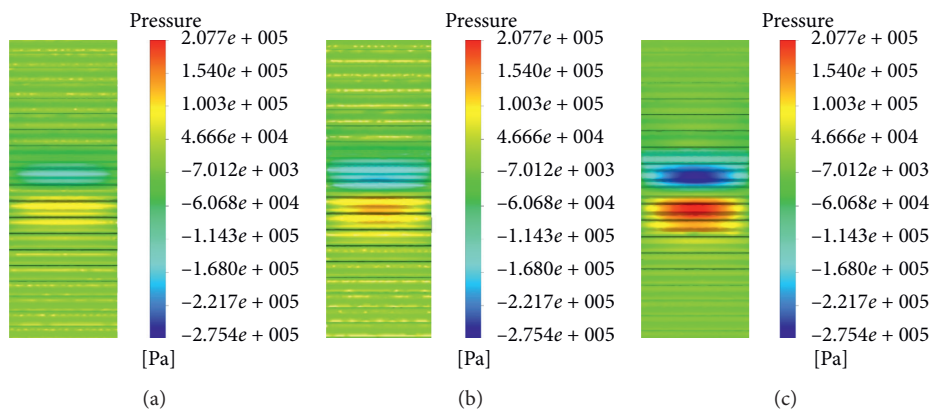 Pressure
2.077e + 005
1.540e + 005
1.003e + 005
4.666e + 004
–7.012e + 003
–6.068e + 004
–1.143e + 005
–1.680e + 005
–2.217e + 005
–2.754e + 005
[Pa]
(a)
Pressure
2.077e + 005
1.540e + 005
1.003e + 005
4.666e + 004
–7.012e + 003
–6.068e + 004
–1.143e + 005
–1.680e + 005
–2.217e + 005
–2.754e + 005
[Pa]
(b)
Pressure
2.077e + 005
1.540e + 005
1.003e + 005
4.666e + 004
–7.012e + 003
–6.068e + 004
–1.143e + 005
–1.680e + 005
–2.217e + 005
–2.754e + 005
[Pa]
(c)